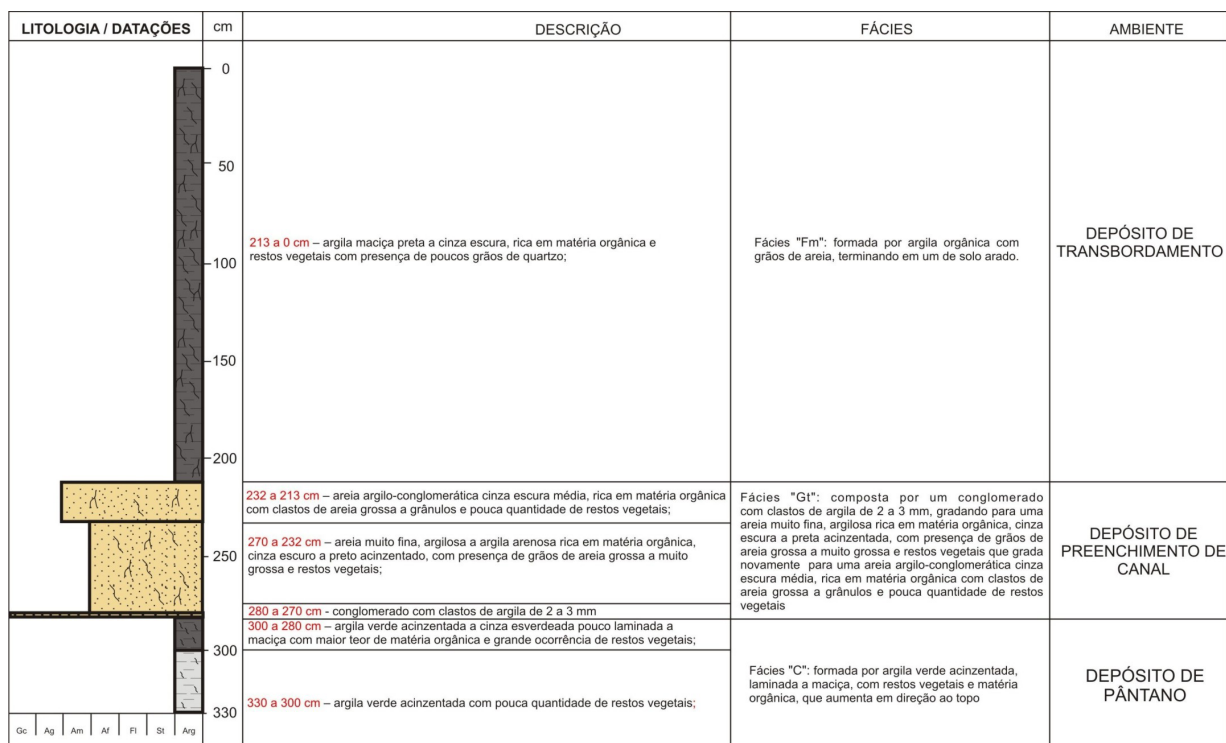 LITOLOGIA / DATAÇÕES
cm
DESCRIÇÃO
FÁCIES
AMBIENTE
0
50
100
150
200
250
300
330
213 a 0 cm – argila maciça preta a cinza escura, rica em matéria orgânica e
restos vegetais com presença de poucos grãos de quartzo;
Fácies "Fm": formada por argila orgânica com
grãos de areia, terminando em um de solo arado.
DEPÓSITO DE
TRANSBORDAMENTO
232 a 213 cm – areia argilo-conglomerática cinza escura média, rica em matéria orgânica
com clastos de areia grossa a grânulos e pouca quantidade de restos vegetais;
270 a 232 cm – areia muito fina, argilosa a argila arenosa rica em matéria orgânica,
cinza escuro a preto acinzentado, com presença de grãos de areia grossa a muito
grossa e restos vegetais;
280 a 270 cm - conglomerado com clastos de argila de 2 a 3 mm
Fácies "Gt": composta por um conglomerado
com clastos de argila de 2 a 3 mm, gradando para uma
areia muito fina, argilosa rica em matéria orgânica, cinza
escura a preta acinzentada, com presença de grãos de
areia grossa a muito grossa e restos vegetais que grada
novamente para uma areia argilo-conglomerática cinza
escura média, rica em matéria orgânica com clastos de
areia grossa a grânulos e pouca quantidade de restos
vegetais
DEPÓSITO DE
PREENCHIMENTO DE
CANAL
300 a 280 cm – argila verde acinzentada a cinza esverdeada pouco laminada a
maciça com maior teor de matéria orgânica e grande ocorrência de restos vegetais;
330 a 300 cm – argila verde acinzentada com pouca quantidade de restos vegetais;
Fácies "C": formada por argila verde acinzentada,
laminada a maciça, com restos vegetais e matéria
orgânica, que aumenta em direção ao topo
DEPÓSITO DE
PÂNTANO
Gc Ag Am Af Fl St Arg